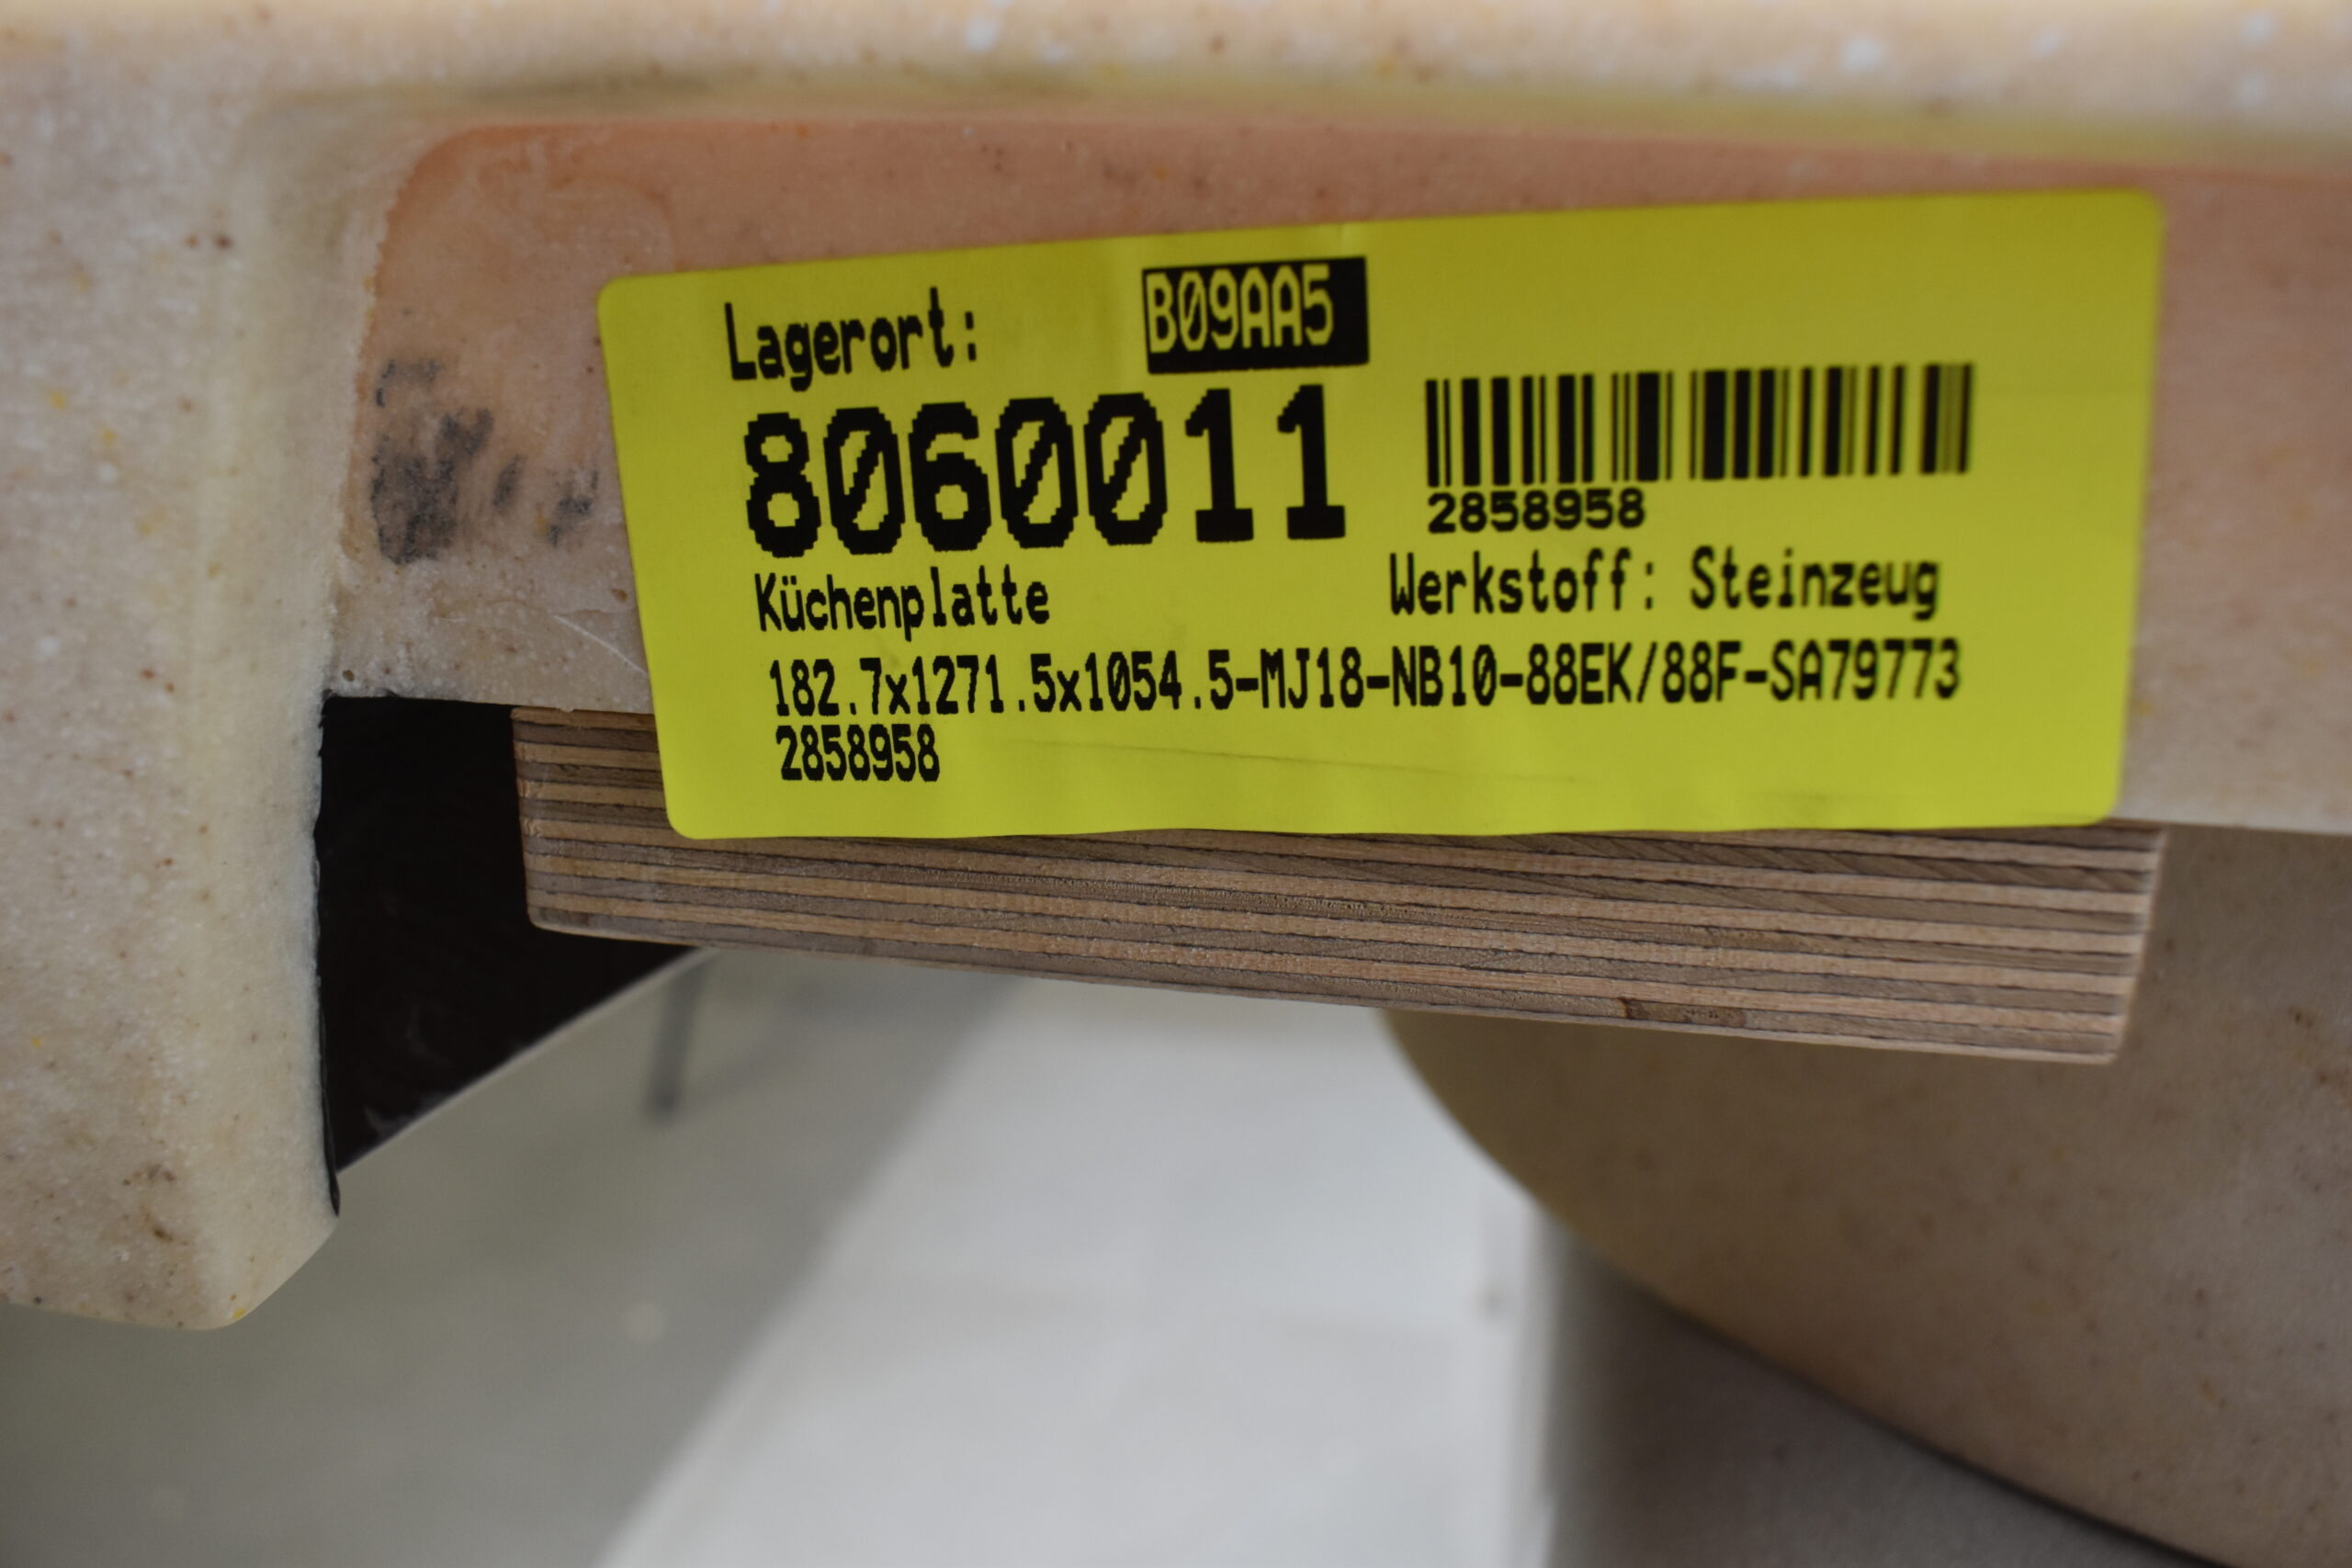 Lagerort: B09AA5
8060011
2858958
Küchenplatte Werkstoff: Steinzeug
182.7x1271.5x1054.5-MJ18-NB10-88EK/88F-SA79773
2858958